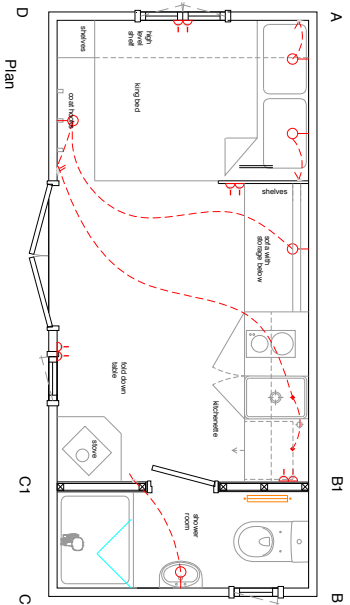 D
A
shelves
high
level
shelf
king bed
coat hooks
shelves
sofa with
storage below
Plan
fold down
table
kitchenette
stove
shower
room
C1
B1
C
B